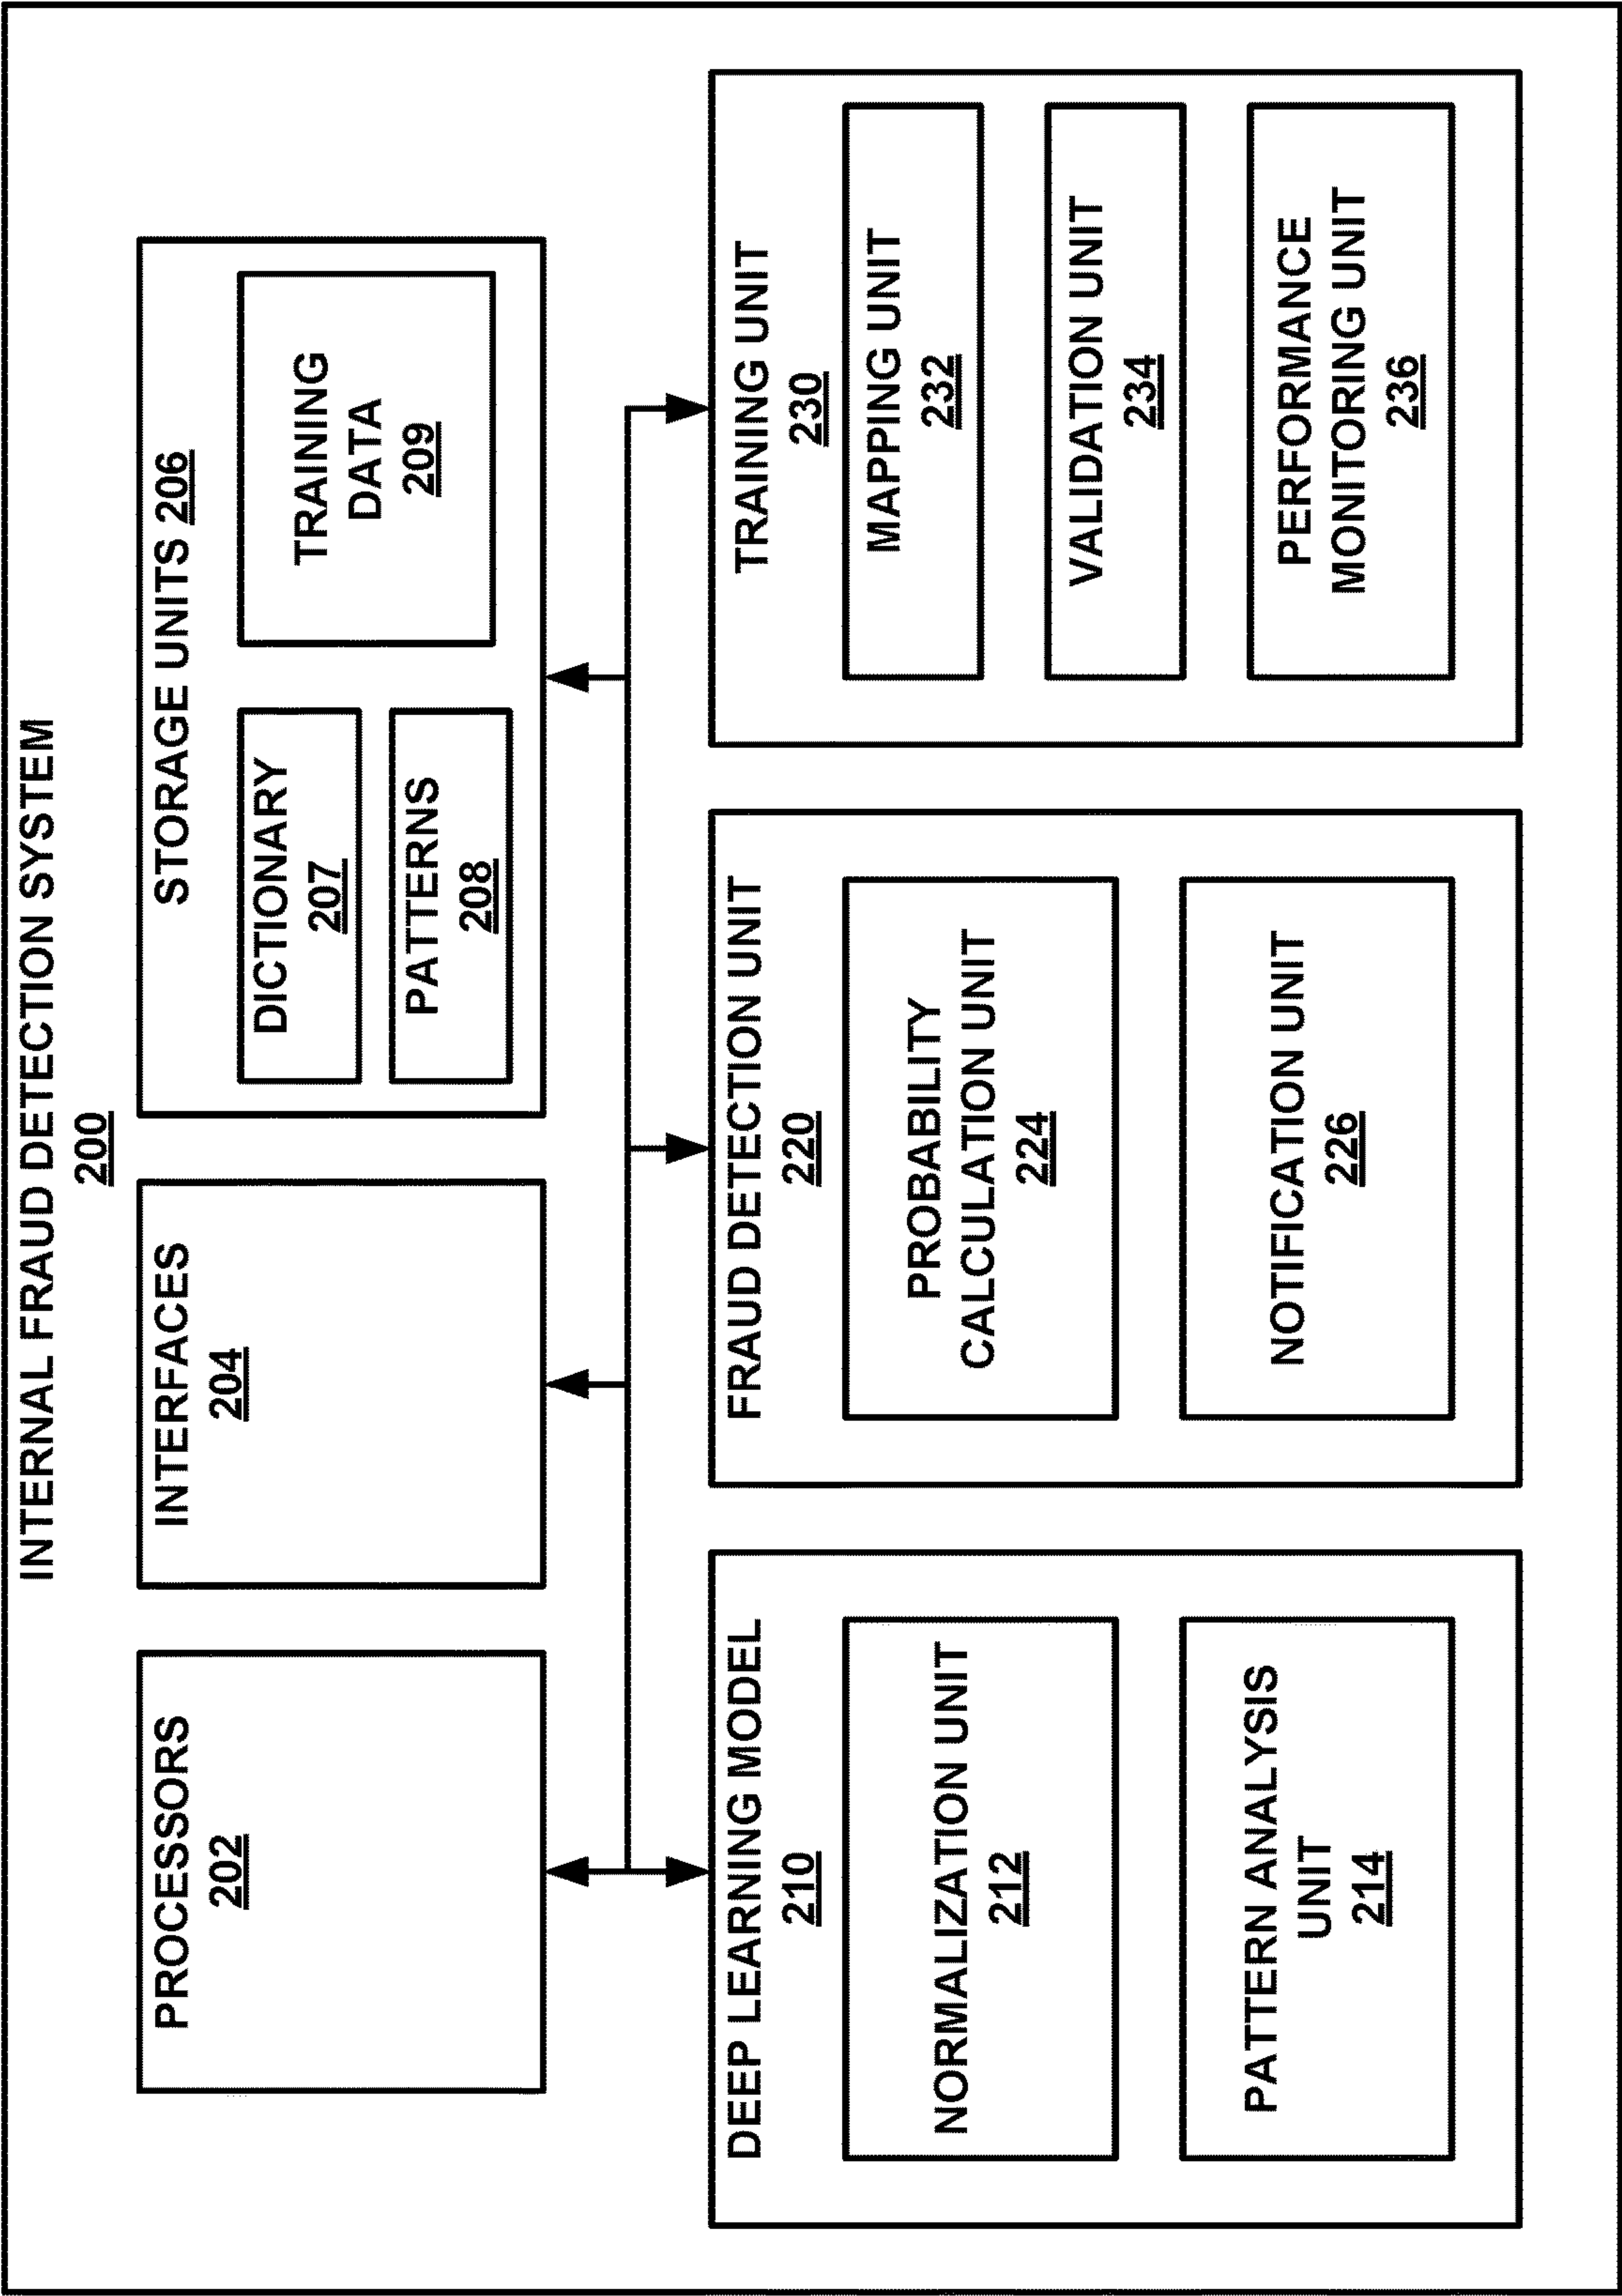 INTERNAL FRAUD DETECTION SYSTEM
200
PROCESSORS
202
INTERFACES
204
STORAGE UNITS 206
DICTIONARY
207
PATTERNS
208
TRAINING
DATA
209
DEEP LEARNING MODEL
210
NORMALIZATION UNIT
212
PATTERN ANALYSIS
UNIT
214
FRAUD DETECTION UNIT
220
PROBABILITY
CALCULATION UNIT
224
NOTIFICATION UNIT
226
TRAINING UNIT
230
MAPPING UNIT
232
VALIDATION UNIT
234
PERFORMANCE
MONITORING UNIT
236